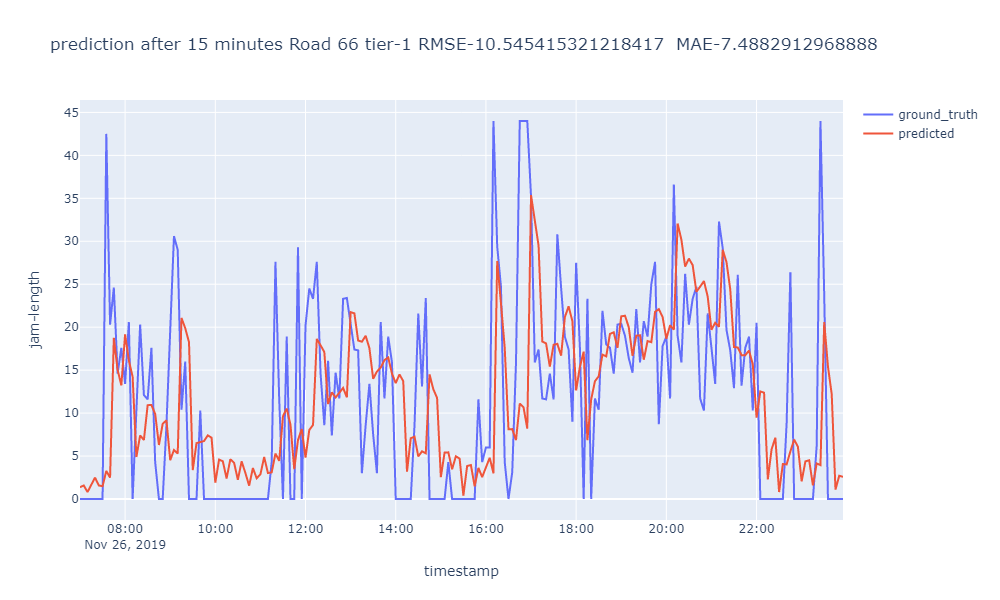 prediction after 15 minutes Road 66 tier-1 RMSE-10.545415321218417  MAE-7.4882912968888
ground_truth
predicted
jam-length
45
40
35
30
25
20
15
10
5
0
08:00 10:00 12:00 14:00 16:00 18:00 20:00 22:00
Nov 26, 2019
timestamp